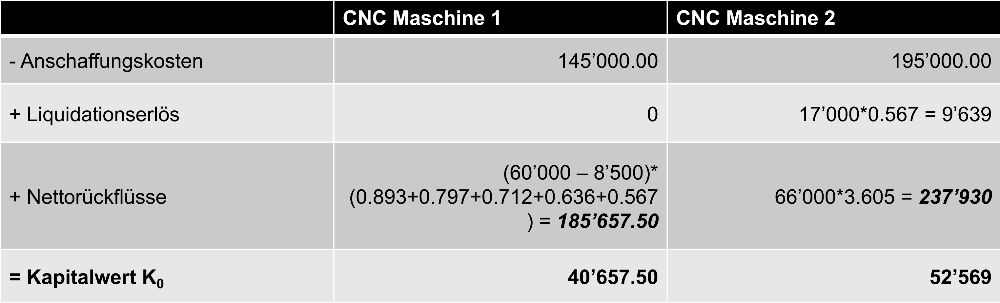 CNC Maschine 1
CNC Maschine 2
- Anschaffungskosten
145’000.00
195’000.00
+ Liquidationserlös
0
17’000*0.567 = 9’639
+ Nettorückflüsse
(60’000 – 8’500)*
(0.893+0.797+0.712+0.636+0.567
) = 185’657.50
66’000*3.605 = 237’930
= Kapitalwert K0
40’657.50
52’569